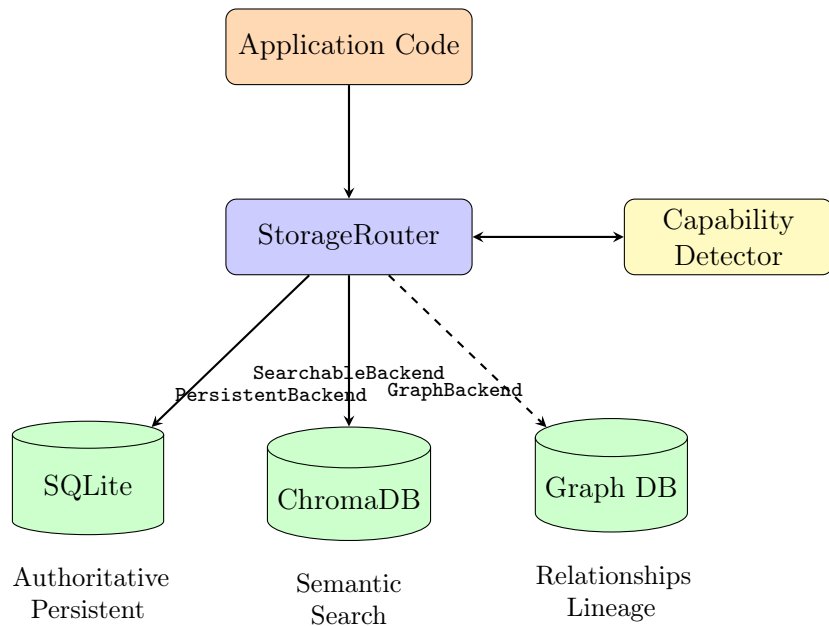 Application Code
StorageRouter
Capability
Detector
SearchableBackend
PersistentBackend
GraphBackend
SQLite
ChromaDB
Graph DB
Authoritative
Persistent
Semantic
Search
Relationships
Lineage